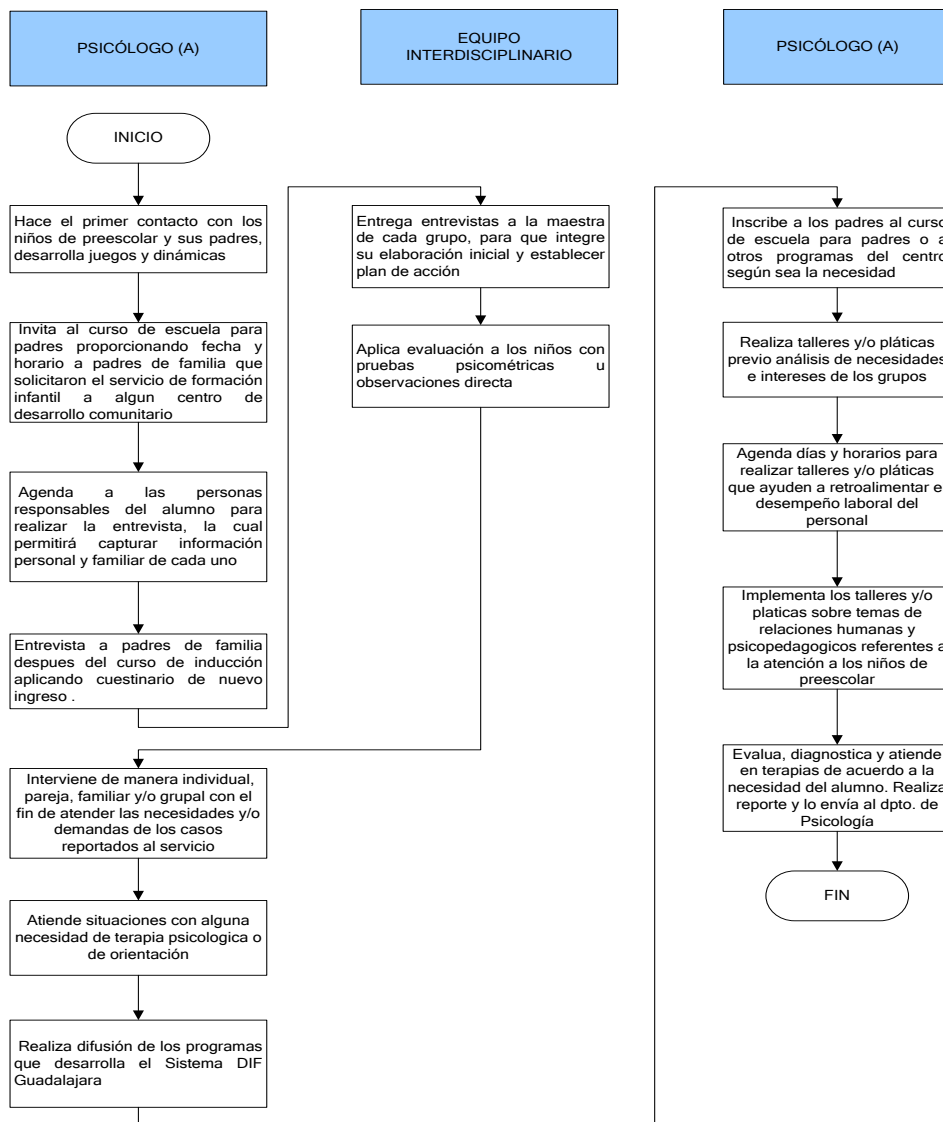 PSICÓLOGO (A)
EQUIPO
INTERDISCIPLINARIO
PSICÓLOGO (A)
INICIO
Hace el primer contacto con los
niños de preescolar y sus padres,
desarrolla juegos y dinámicas
Invita al curso de escuela para
padres proporcionando fecha y
horario a padres de familia que
solicitaron el servicio de formación
infantil a algun centro de
desarrollo comunitario
Agenda a las personas
responsables del alumno para
realizar la entrevista, la cual
permitirá capturar información
personal y familiar de cada uno
Entrevista a padres de familia
despues del curso de inducción
aplicando cuestinario de nuevo
ingreso .
Entrega entrevistas a la maestra
de cada grupo, para que integre
su elaboración inicial y establecer
plan de acción
Aplica evaluación a los niños con
pruebas psicométricas u
observaciones directa
Interviene de manera individual,
pareja, familiar y/o grupal con el
fin de atender las necesidades y/o
demandas de los casos
reportados al servicio
Atiende situaciones con alguna
necesidad de terapia psicologica o
de orientación
Realiza difusión de los programas
que desarrolla el Sistema DIF
Guadalajara
Inscribe a los padres al curso
de escuela para padres o a
otros programas del centro
según sea la necesidad
Realiza talleres y/o pláticas
previo análisis de necesidades
e intereses de los grupos
Agenda días y horarios para
realizar talleres y/o pláticas
que ayuden a retroalimentar e
desempeño laboral del
personal
Implementa los talleres y/o
platicas sobre temas de
relaciones humanas y
psicopedagogicos referentes a
la atención a los niños de
preescolar
Evalua, diagnostica y atiende
en terapias de acuerdo a la
necesidad del alumno. Realiza
reporte y lo envía al dpto. de
Psicología
FIN